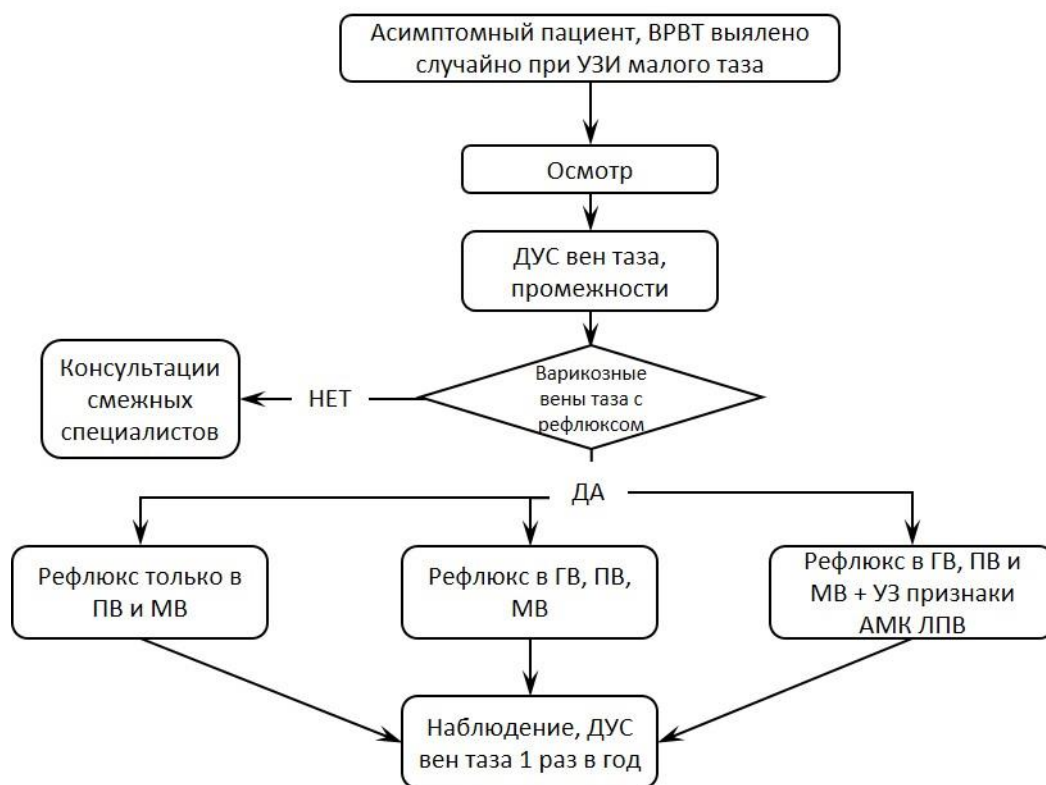 Асимптомный пациент, ВРВТ выялено
случайно при УЗИ малого таза
Осмотр
ДУС вен таза,
промежности
Варикозные
вены таза с
рефлюксом
НЕТ
Консультации
смежных
специалистов
ДА
Рефлюкс только в
ПВ и МВ
Рефлюкс в ГВ, ПВ,
МВ
Рефлюкс в ГВ, ПВ и
МВ + УЗ признаки
АМК ЛПВ
Наблюдение, ДУС
вен таза 1 раз в год